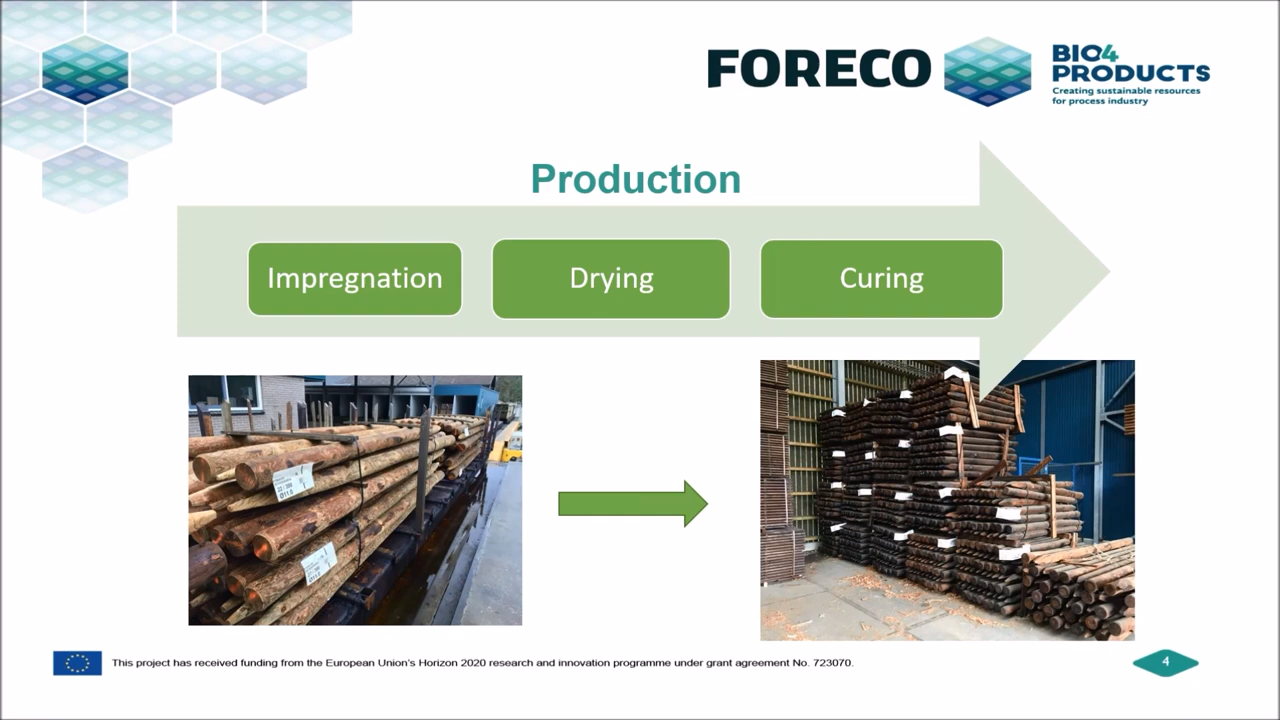 FORECO
BIO4
PRODUCTS
Creating sustainable resources
for process industry
Production
Impregnation
Drying
Curing
This project has received funding from the European Union's Horizon 2020 research and innovation programme under grant agreement No. 723070.
4